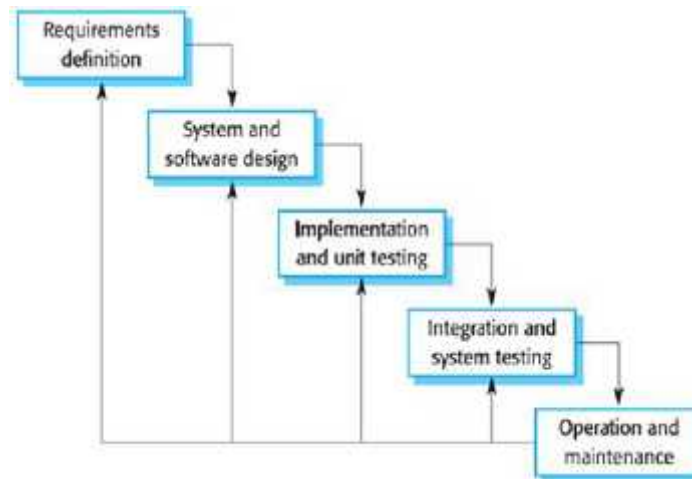 Requirements
definition
System and
software design
Implementation
and unit testing
Integration and
system testing
Operation and
maintenance